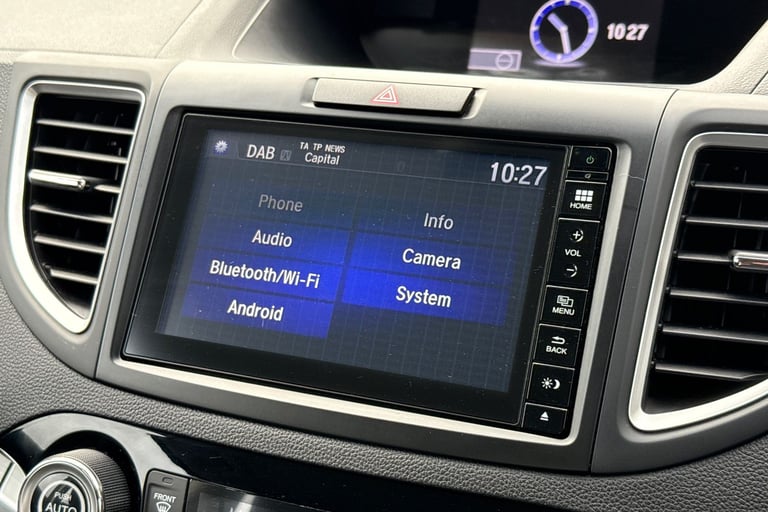 10:27
DAB
TA TP NEWS
Capital
10:27
Phone
Info
Audio
Camera
Bluetooth/Wi-Fi
System
Android
HOME
+
VOL
-
MENU
BACK
PUSH
AUTO
FRONT